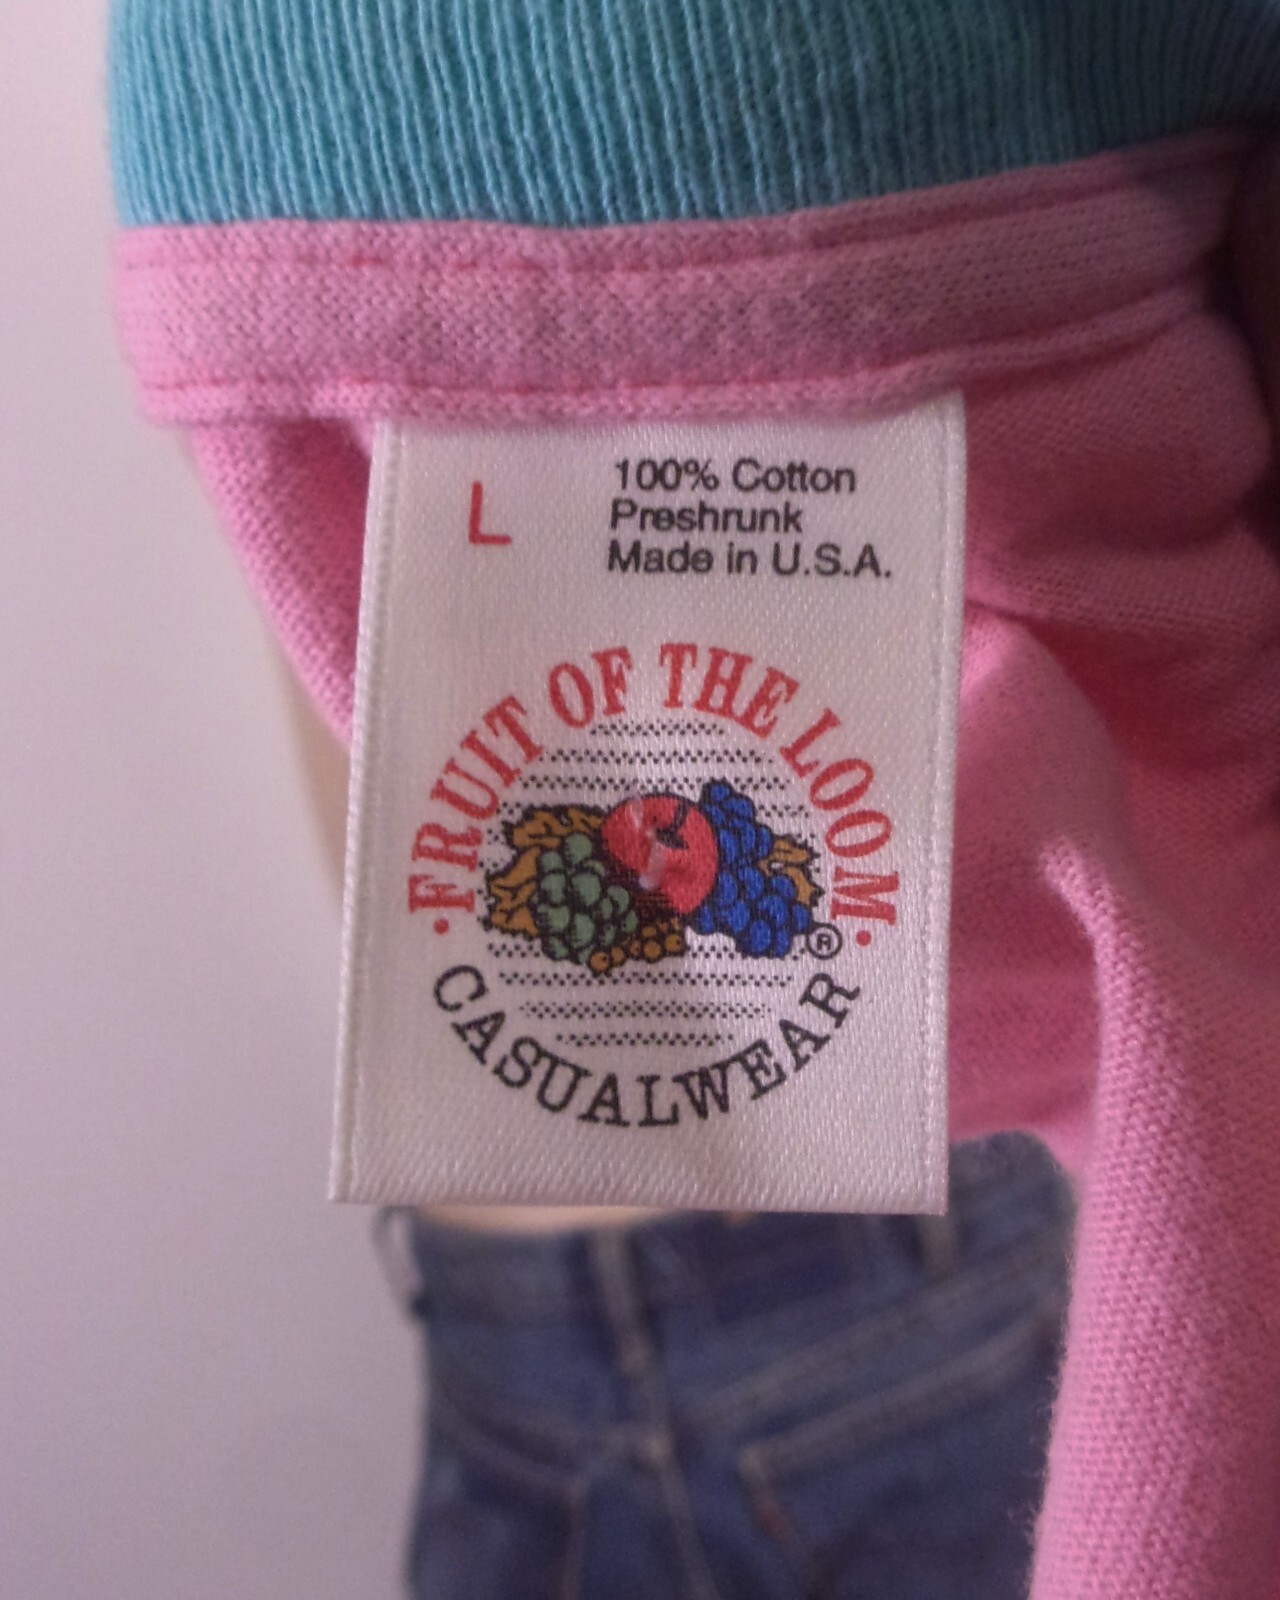 L
100% Cotton
Preshrunk
Made in U.S.A.
·FRUIT OF THE LOOM·
®
CASUALWEAR